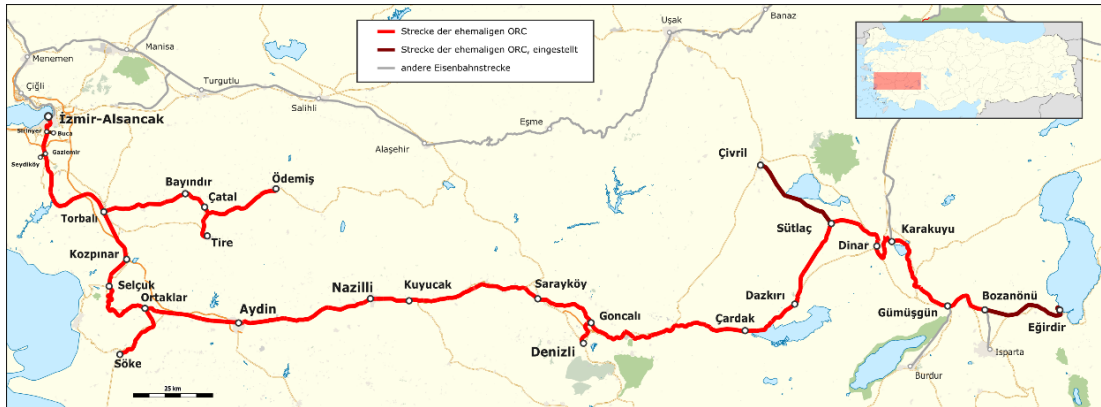 Strecke der ehemaligen ORC
Strecke der ehemaligen ORC, eingestellt
andere Eisenbahnstrecke
Banaz
Uşak
Manisa
Menemen
Çiğli
Turgutlu
Salihli
Eşme
Alaşehir
İzmir-Alsancak
Şirinyer
Buca
Gaziemir
Seydiköy
Çivril
Bayındır
Ödemiş
Çatal
Torbalı
Tire
Sütlaç
Karakuyu
Dinar
Kozpınar
Selçuk
Ortaklar
Nazilli
Kuyucak
Sarayköy
Aydin
Goncalı
Dazkırı
Çardak
Bozanönü
Gümüşgün
Eğirdir
Denizli
Söke
Isparta
Burdur
25 km